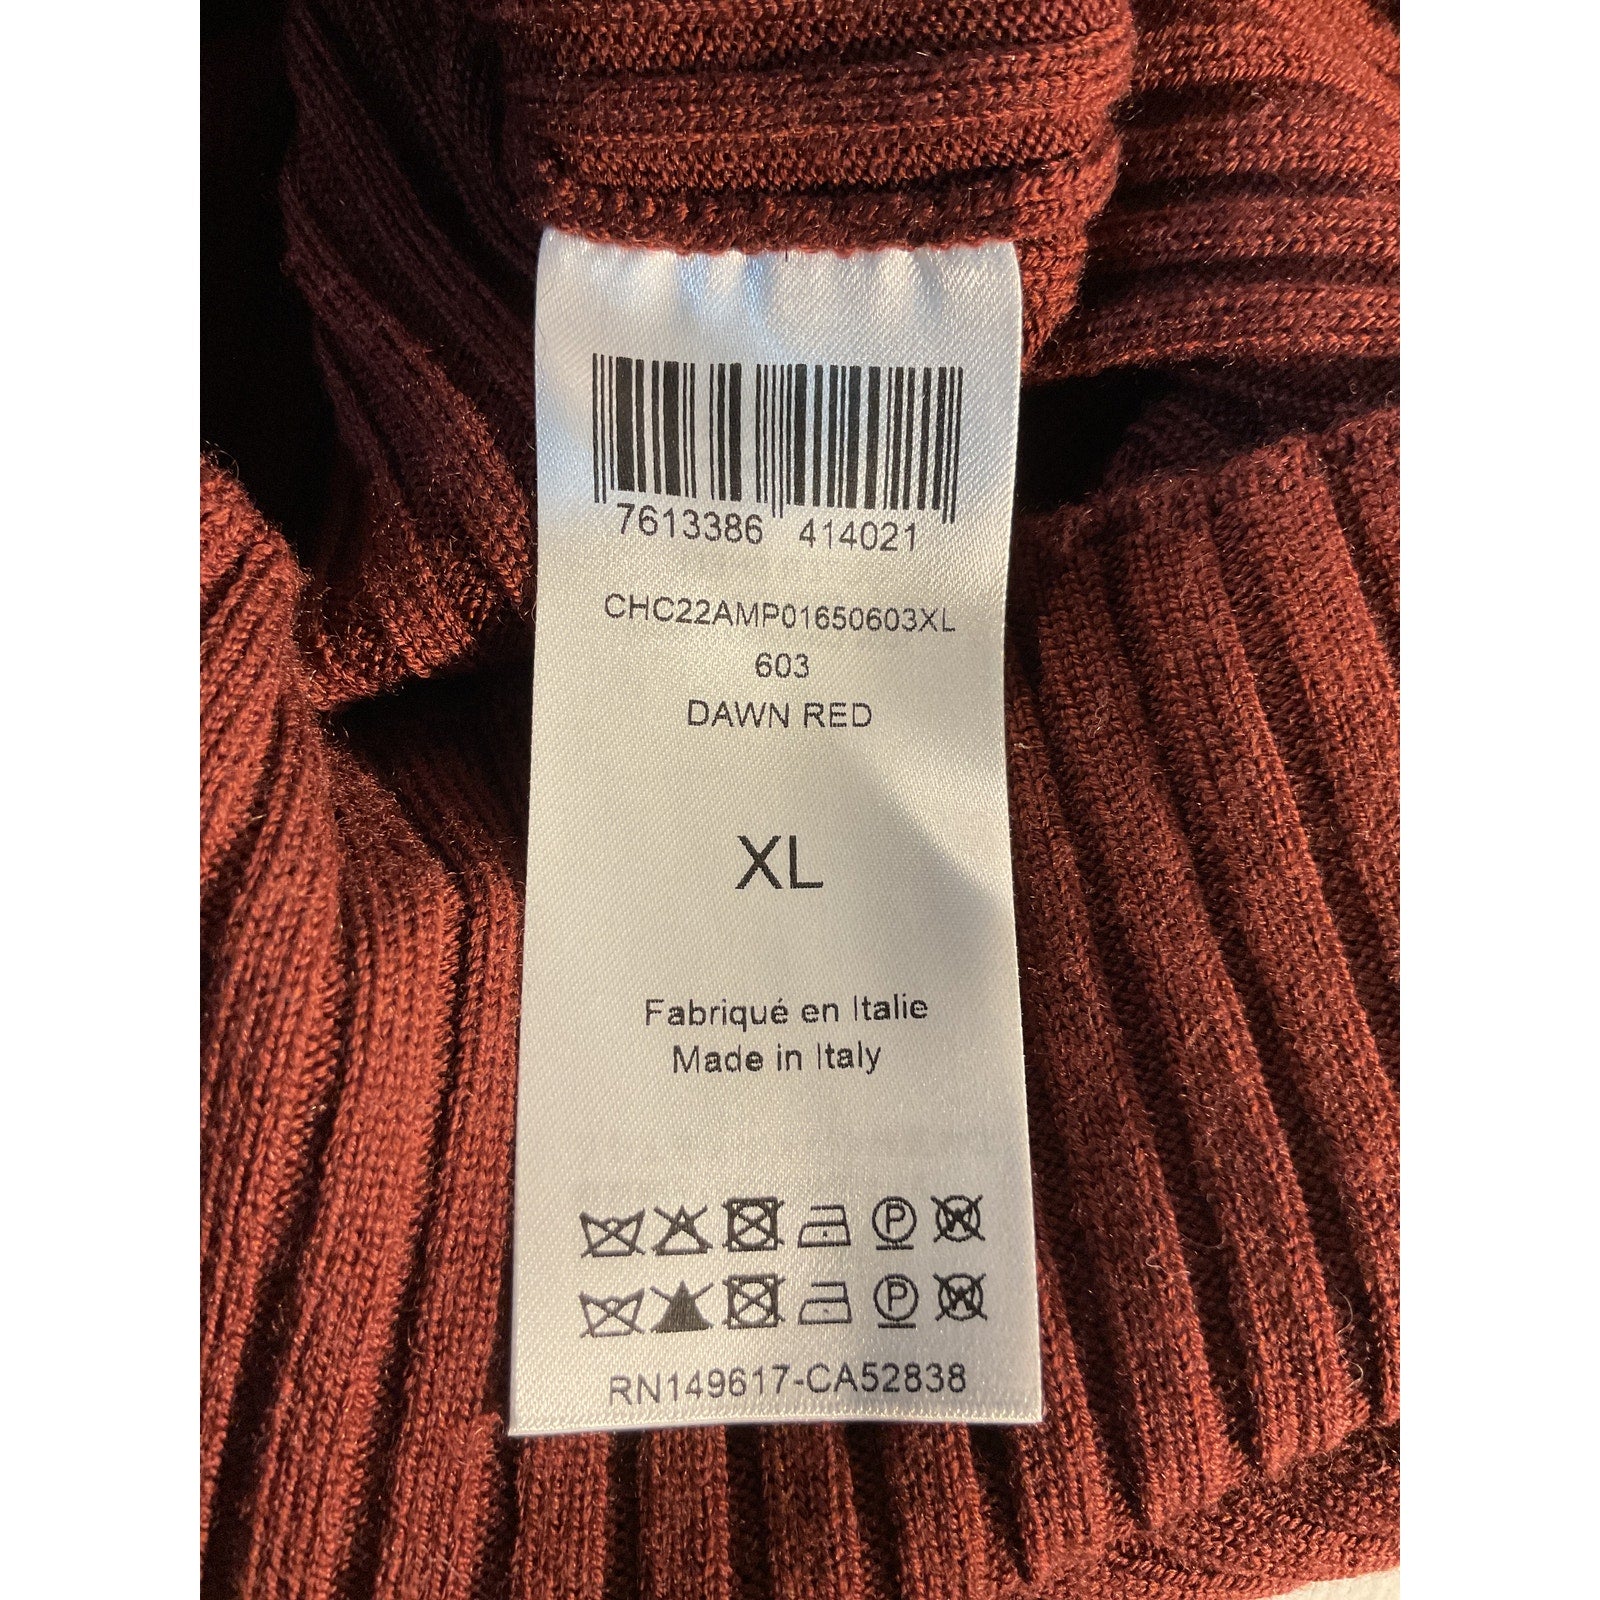 7613386 414021
CHC22AMP01650603XL
603
DAWN RED
XL
Fabriqué en Italie
Made in Italy
P W
P W
RN149617-CA52838